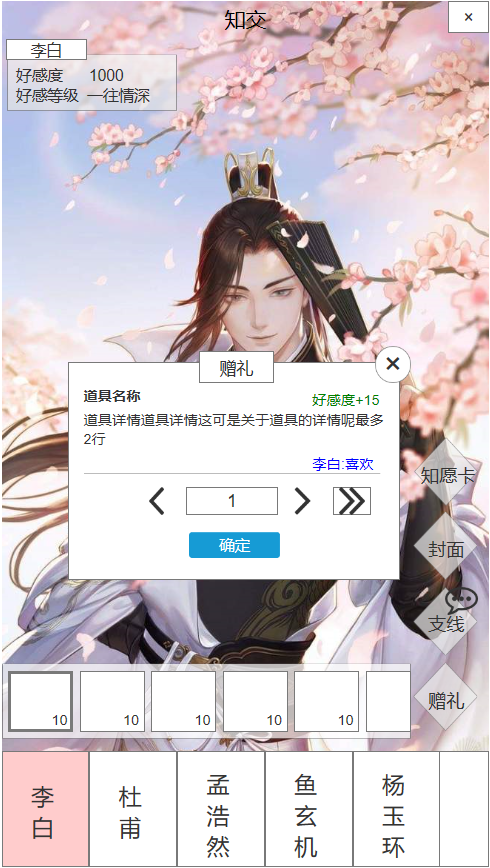 知交
×
李白
好感度 1000
好感等级 一往情深
赠礼
×
道具名称
好感度+15
道具详情道具详情这可是关于道具的详情呢最多
2行
李白:喜欢
1
确定
知愿卡
封面
支线
赠礼
10
10
10
10
10
李白
杜甫
孟浩然
鱼玄机
杨玉环